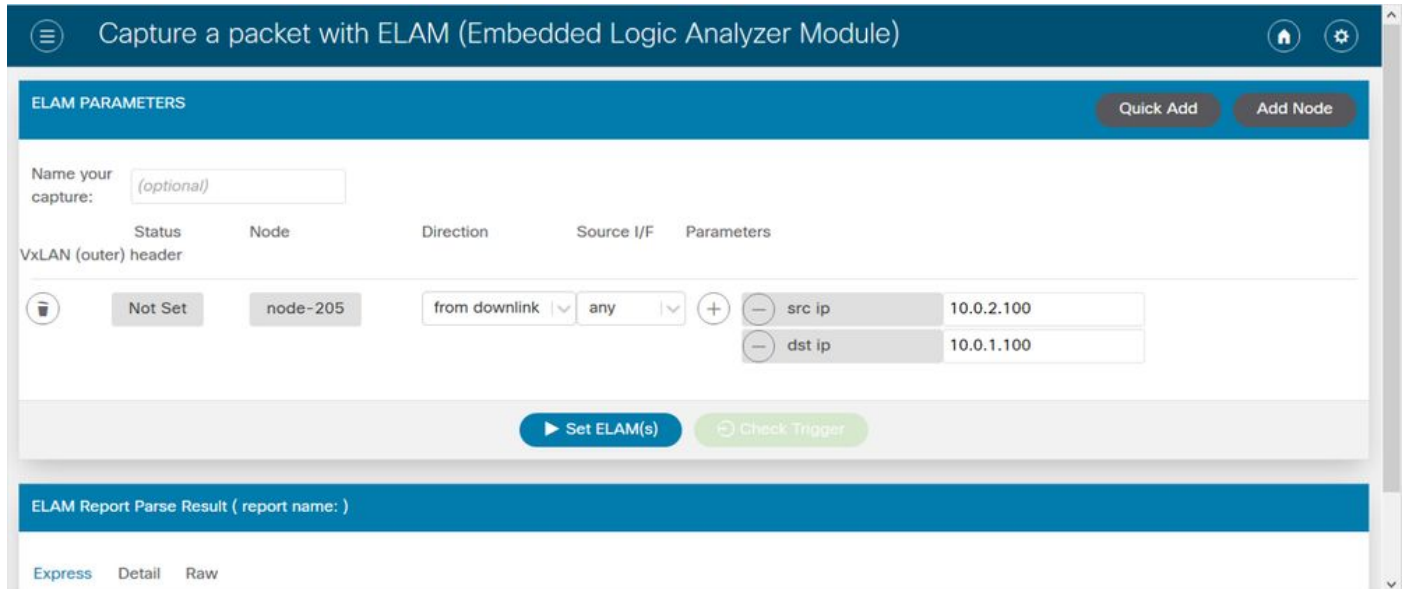 Capture a packet with ELAM (Embedded Logic Analyzer Module)
ELAM PARAMETERS
Quick Add
Add Node
Name your capture:
(optional)
Status Node Direction Source I/F Parameters
VxLAN (outer) header
Not Set node-205 from downlink any src ip 10.0.2.100
dst ip 10.0.1.100
Set ELAM(s)
Check Trigger
ELAM Report Parse Result ( report name: )
Express Detail Raw